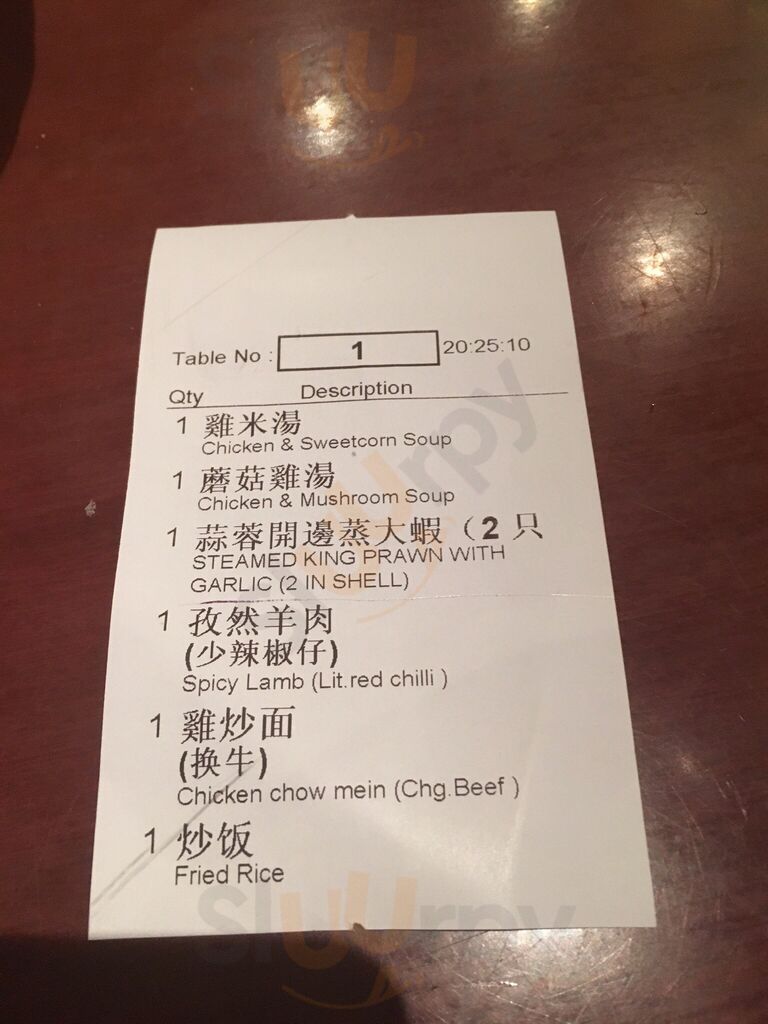 Table No : 1 20:25:10
Qty Description
1 雞米湯
Chicken & Sweetcorn Soup
1 蘑菇雞湯
Chicken & Mushroom Soup
1 蒜蓉開邊蒸大蝦（2 只
STEAMED KING PRAWN WITH
GARLIC (2 IN SHELL)
1 孜然羊肉
(少辣椒仔)
Spicy Lamb (Lit.red chilli )
1 雞炒面
(换牛)
Chicken chow mein (Chg.Beef )
1 炒饭
Fried Rice
slurpy
slurpy